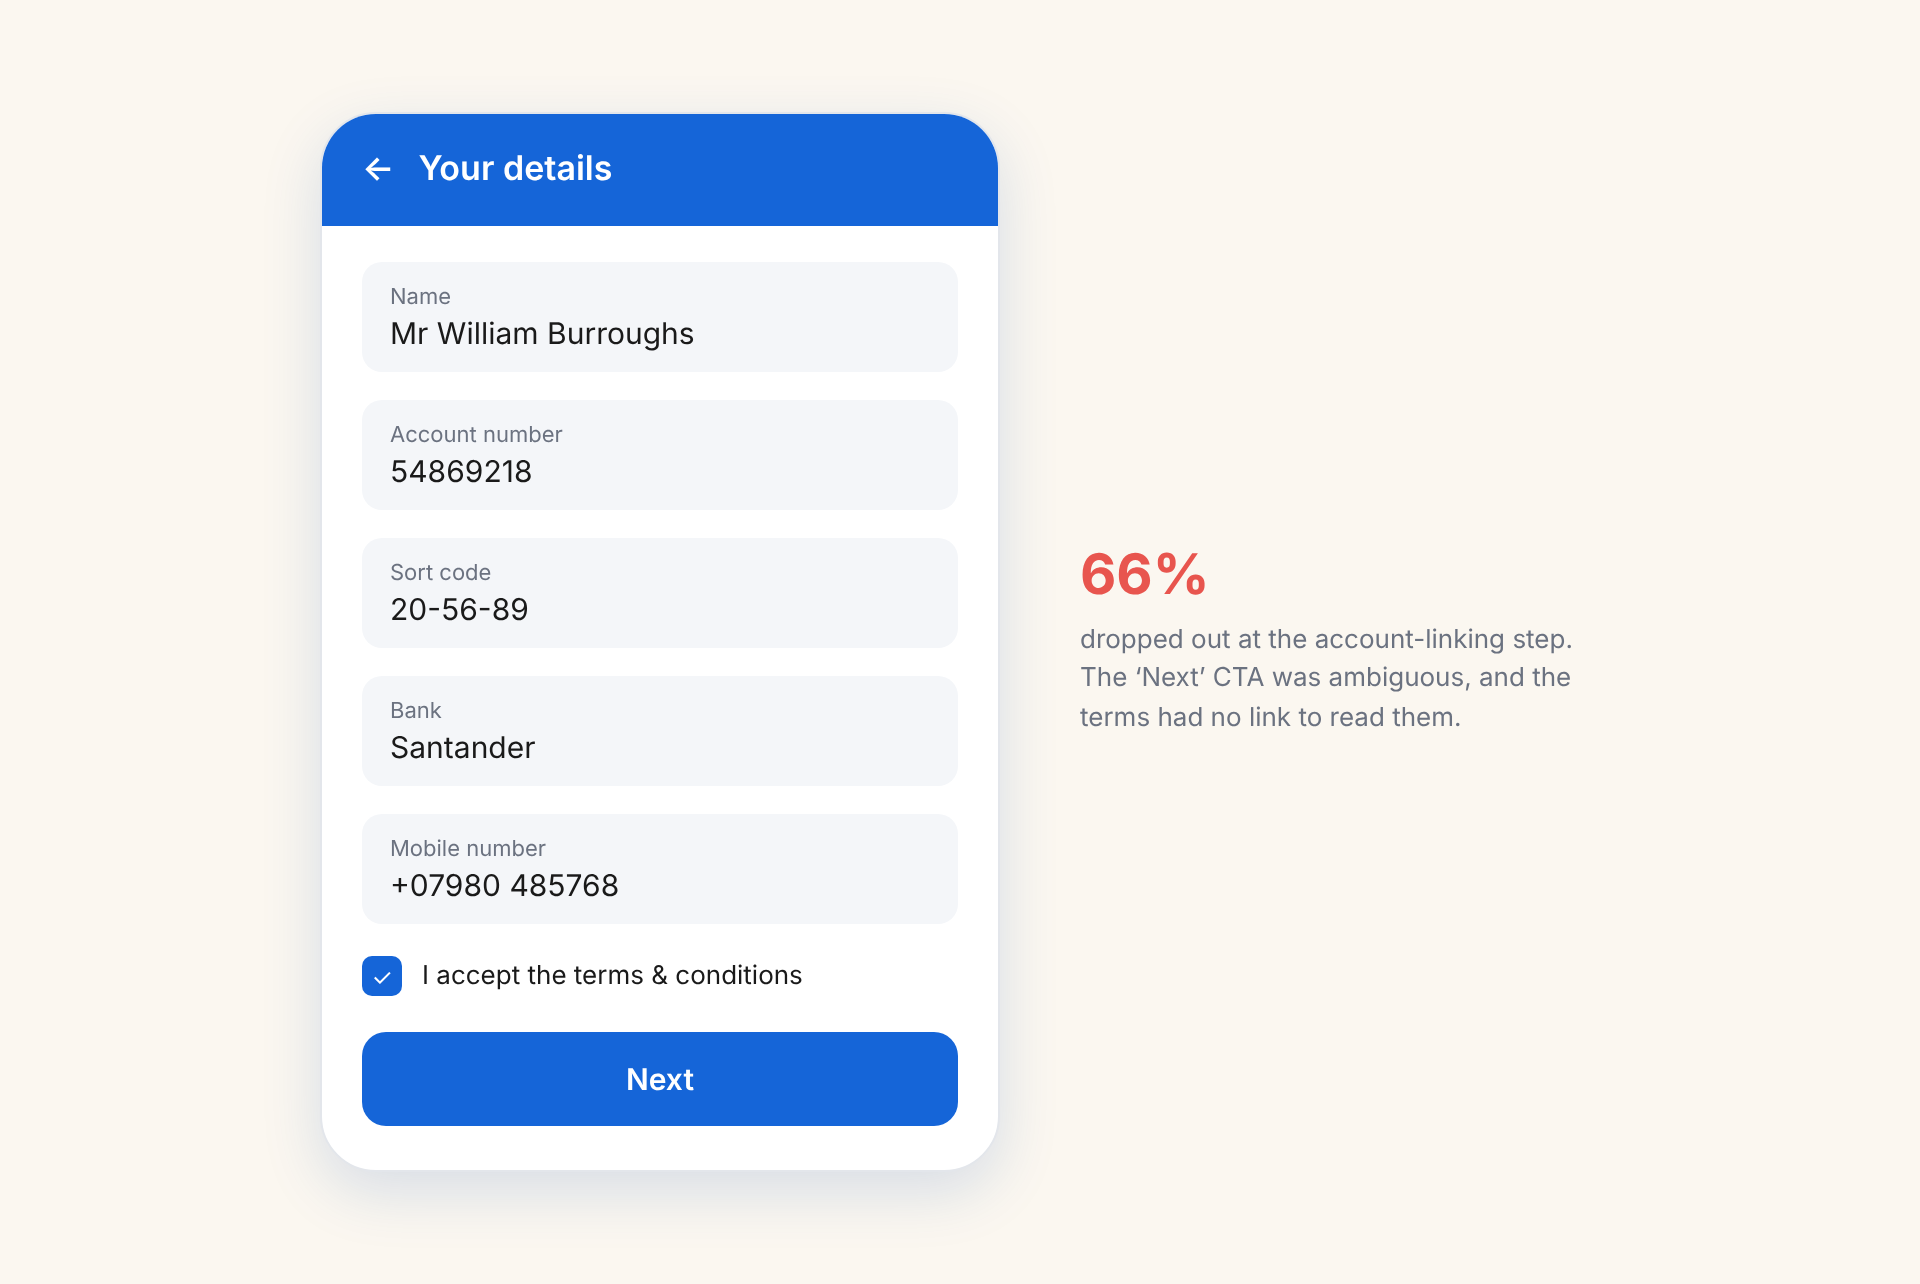 ← Your details
Name
Mr William Burroughs
Account number
54869218
Sort code
20-56-89
Bank
Santander
Mobile number
+07980 485768
I accept the terms & conditions
Next
66%
dropped out at the account-linking step.
The ‘Next’ CTA was ambiguous, and the
terms had no link to read them.